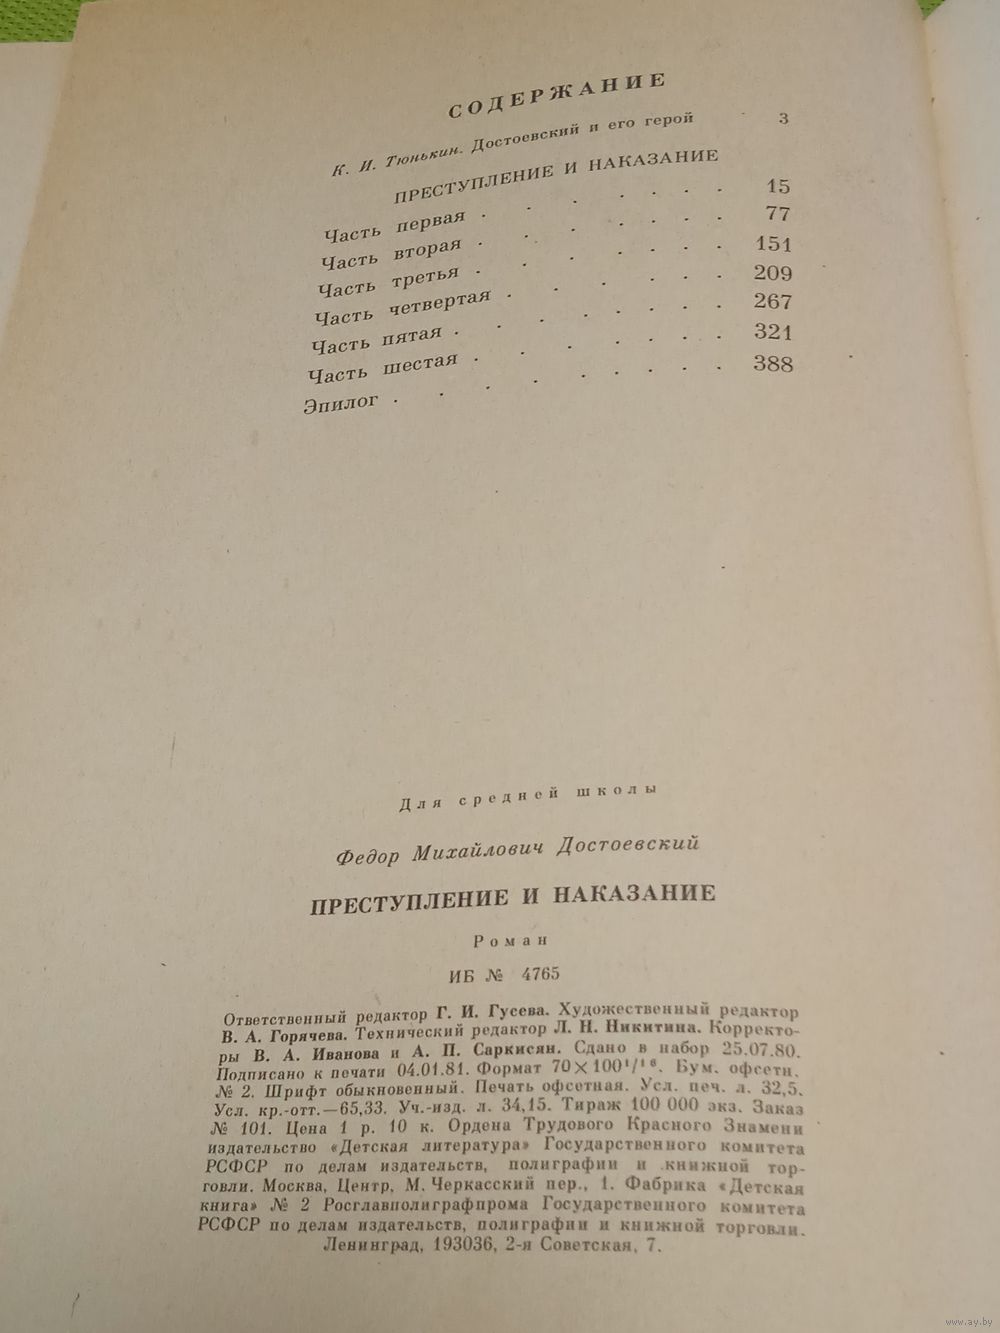 СОДЕРЖАНИЕ
К. И. Тюнькин. Достоевский и его герой 3
ПРЕСТУПЛЕНИЕ И НАКАЗАНИЕ
Часть первая . . . . . . . 15
Часть вторая . . . . . . . 77
Часть третья . . . . . . . 151
Часть четвертая . . . . . . 209
Часть пятая . . . . . . . . 267
Часть шестая . . . . . . . 321
Эпилог . . . . . . . . 388
Для средней школы
Федор Михайлович Достоевский
ПРЕСТУПЛЕНИЕ И НАКАЗАНИЕ
Роман
ИБ № 4765
Ответственный редактор Г. И. Гусева. Художественный редактор
В. А. Горячева. Технический редактор Л. Н. Никитина. Корректо-
ры В. А. Иванова и А. П. Саркисян. Сдано в набор 25.07.80.
Подписано к печати 04.01.81. Формат 70×100¹/₁₆. Бум. офсетн.
№ 2. Шрифт обыкновенный. Печать офсетная. Усл. печ. л. 32,5.
Усл. кр.-отт.—65,33. Уч.-изд. л. 34,15. Тираж 100 000 экз. Заказ
№ 101. Цена 1 р. 10 к. Ордена Трудового Красного Знамени
издательство «Детская литература» Государственного комитета
РСФСР по делам издательств, полиграфии и книжной тор-
говли. Москва, Центр, М. Черкасский пер., 1. Фабрика «Детская
книга» № 2 Росглавполиграфпрома Государственного комитета
РСФСР по делам издательств, полиграфии и книжной торговли.
Ленинград, 193036, 2-я Советская, 7.
www.ay.by